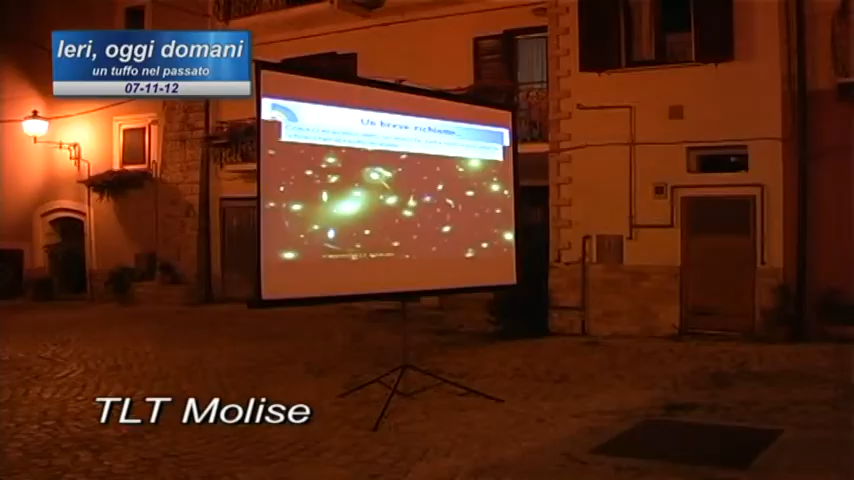 Ieri, oggi e domani
un tuffo nel passato
07-11-12
Un breve richiamo...
TLT Molise